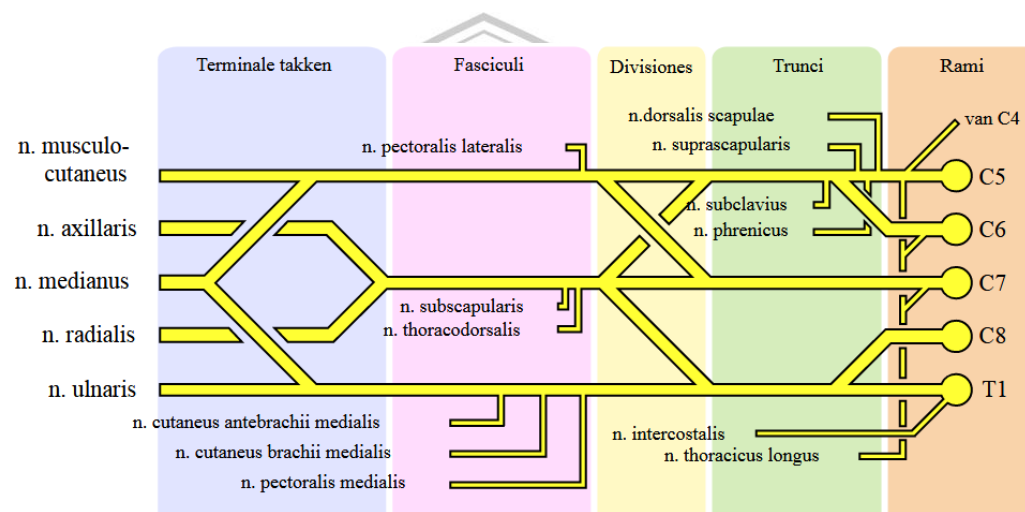 Terminale takken
Fasciculi
Divisiones
Trunci
Rami
n.dorsalis scapulae
van C4
n. musculo-
cutaneus
n. pectoralis lateralis
n. suprascapularis
C5
n. subclavius
n. axillaris
n. phrenicus
C6
n. medianus
C7
n. subscapularis
n. radialis
n. thoracodorsalis
C8
n. ulnaris
T1
n. cutaneus antebrachii medialis
n. intercostalis
n. cutaneus brachii medialis
n. thoracicus longus
n. pectoralis medialis